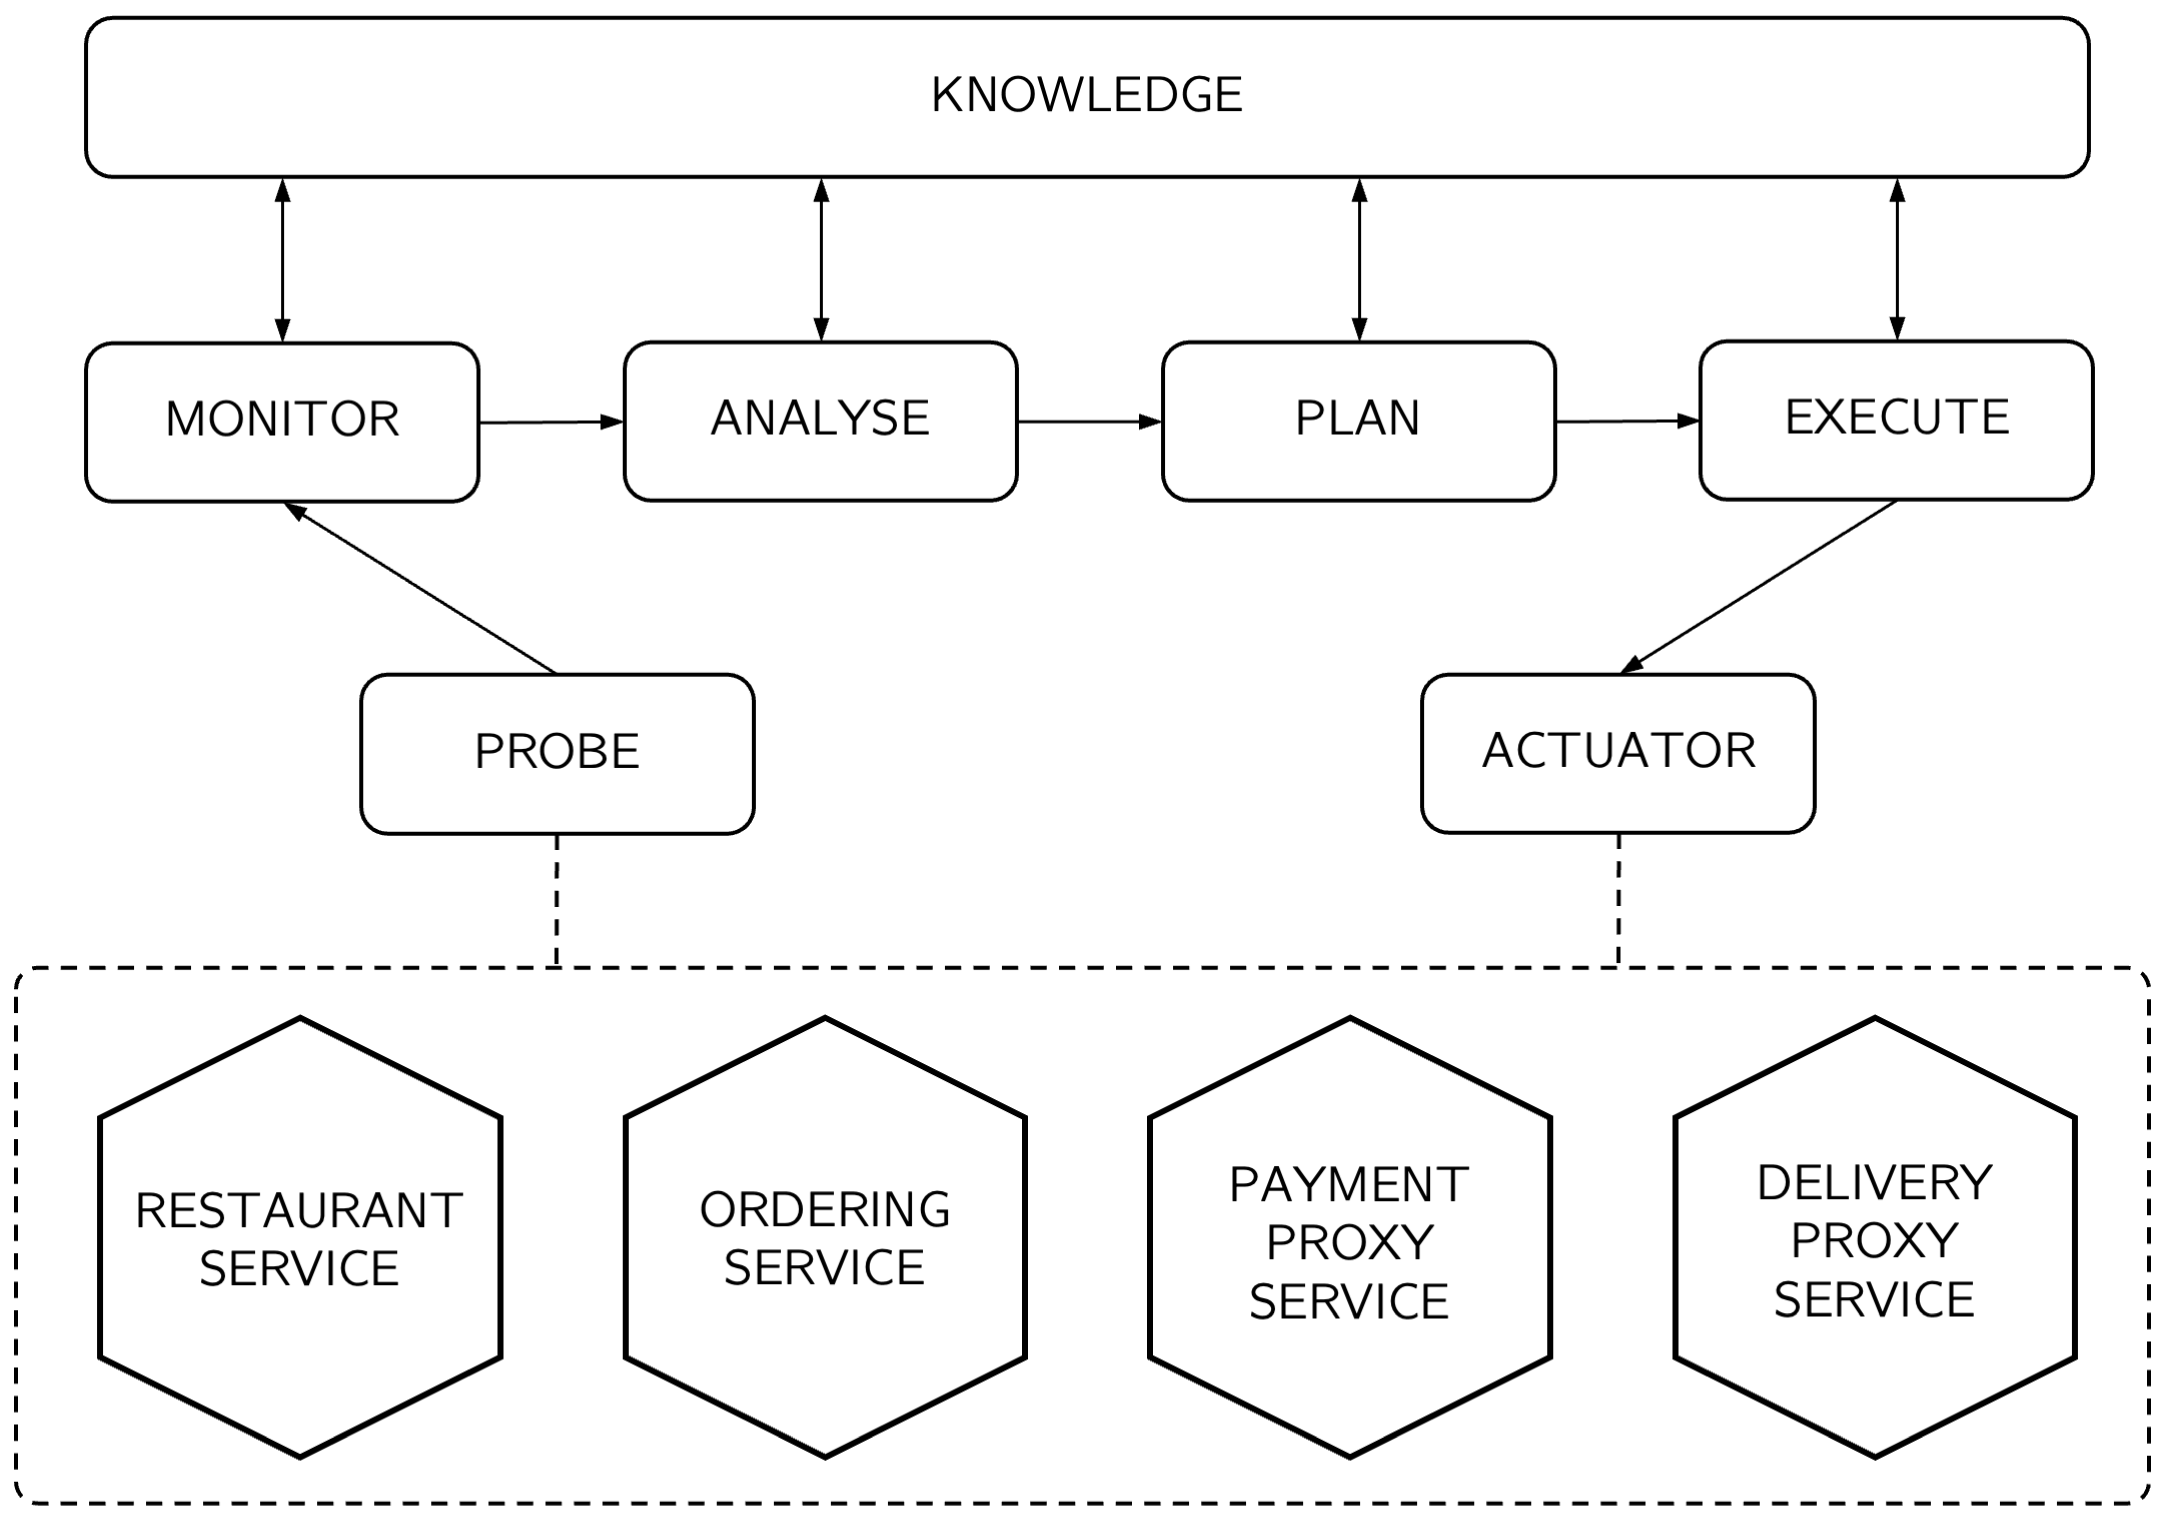 KNOWLEDGE
MONITOR
ANALYSE
PLAN
EXECUTE
PROBE
ACTUATOR
RESTAURANT
SERVICE
ORDERING
SERVICE
PAYMENT
PROXY
SERVICE
DELIVERY
PROXY
SERVICE